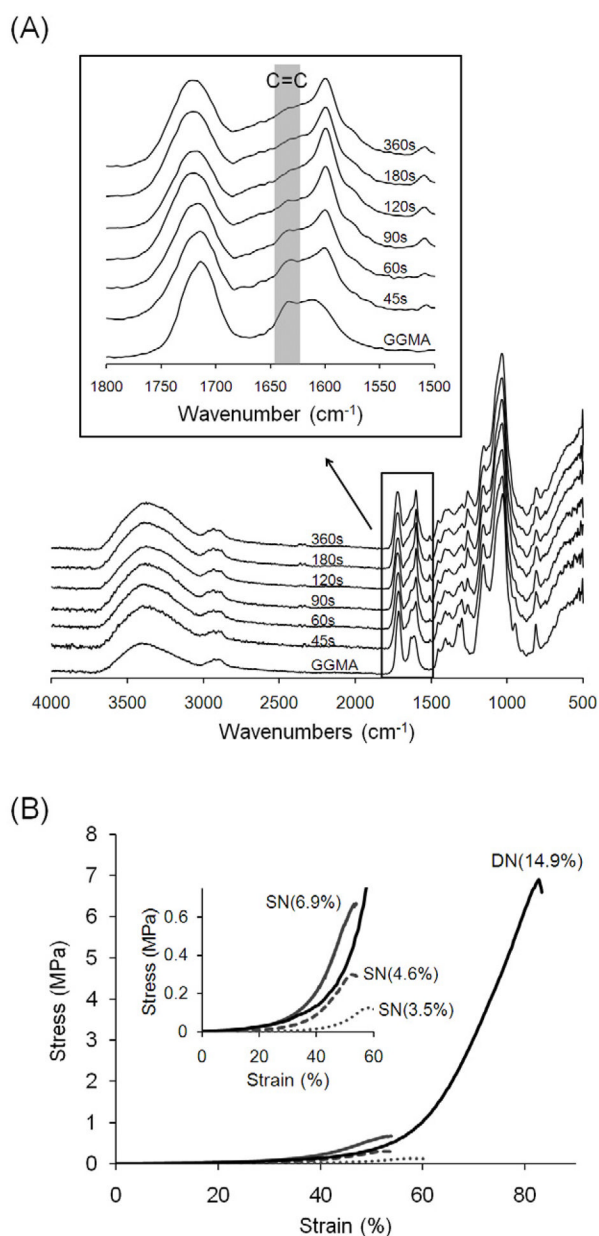 (A)
C=C
360s
180s
120s
90s
60s
45s
GGMA
1800 1750 1700 1650 1600 1550 1500
Wavenumber (cm⁻¹)
360s
180s
120s
90s
60s
45s
GGMA
4000 3500 3000 2500 2000 1500 1000 500
Wavenumbers (cm⁻¹)
(B)
8
7
6
5
4
3
2
1
0
Stress (MPa)
DN(14.9%)
0.6
0.4
0.2
0
Stress (MPa)
SN(6.9%)
SN(4.6%)
SN(3.5%)
0 20 40 60
Strain (%)
0 20 40 60 80
Strain (%)